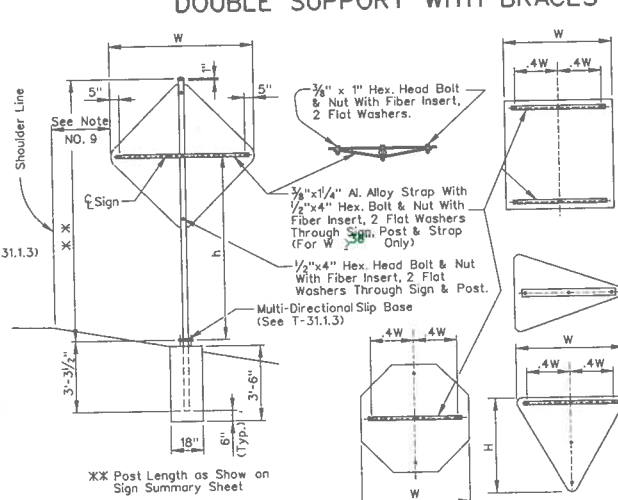 DOUBLE SUPPORT WITH BRACES
W
1"
5"
5"
See Note
NO. 9
Shoulder Line
31.1.3)
**
℄ Sign
h
3'-3½"
3'-6"
6"
(Typ.)
18"
** Post Length as Show on
Sign Summary Sheet
⅜" x 1" Hex. Head Bolt
& Nut With Fiber Insert,
2 Flat Washers.
⅜"x1¼" Al. Alloy Strap With
½"x4" Hex. Bolt & Nut With
Fiber Insert, 2 Flat Washers
Through Sign, Post & Strap
(For W > 38" Only)
½"x4" Hex. Head Bolt & Nut
With Fiber Insert, 2 Flat
Washers Through Sign & Post.
Multi-Directional Slip Base
(See T-31.1.3)
W
.4W .4W
.4W .4W
W
W
.4W .4W
H